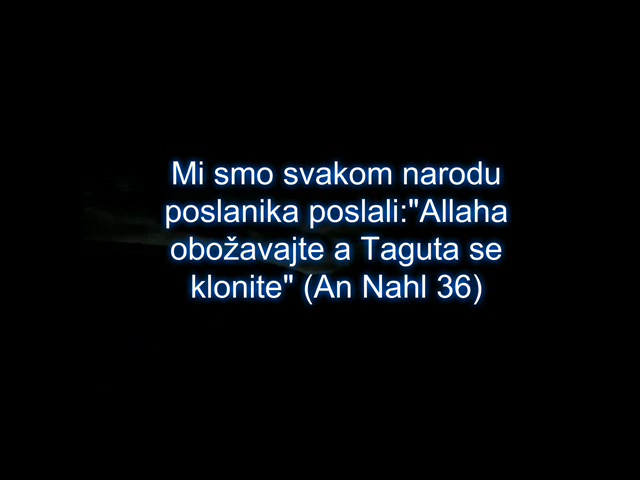 Mi smo svakom narodu
poslanika poslali:"Allaha
obožavajte a Taguta se
klonite" (An Nahl 36)